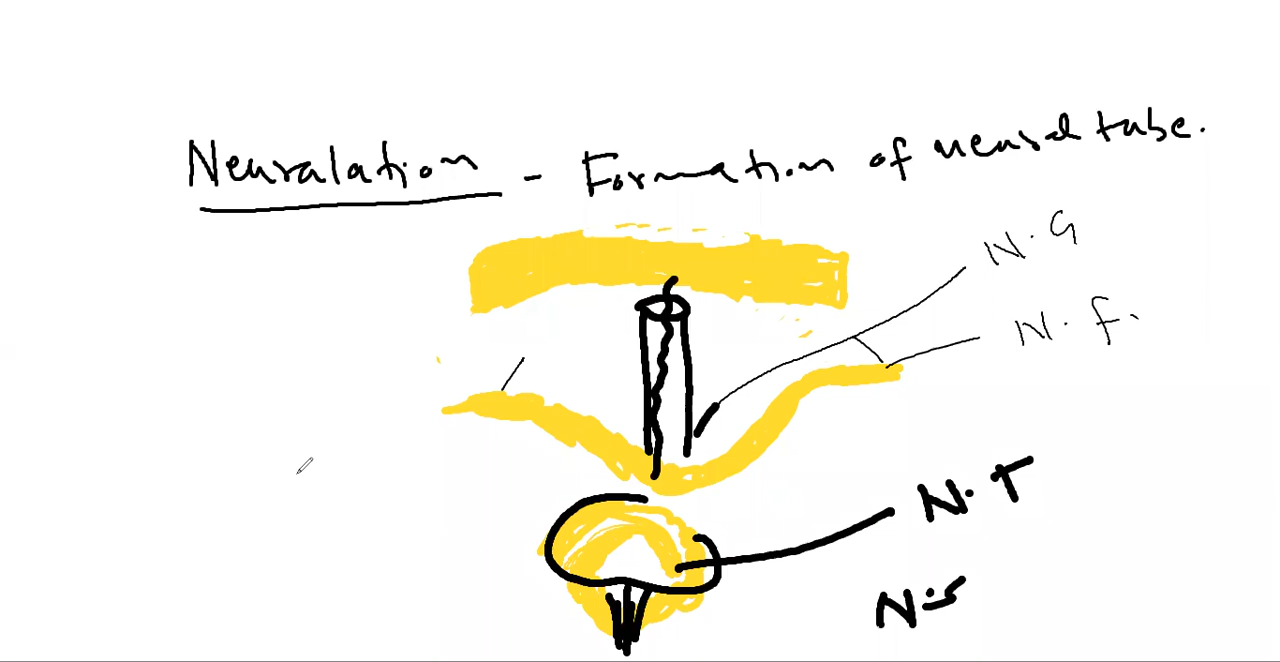 Neuralation - Formation of neural tube.
N. G
N. f.
N. T
N.S